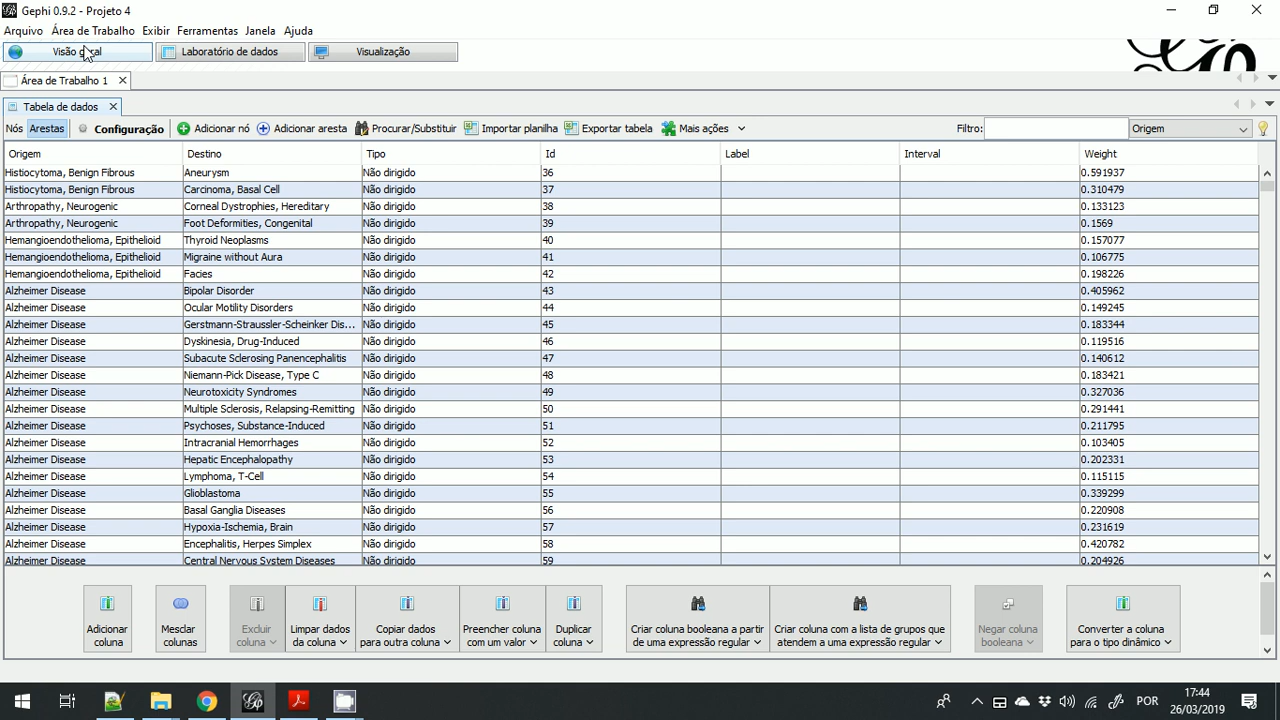 Gephi 0.9.2 - Projeto 4
Arquivo Área de Trabalho Exibir Ferramentas Janela Ajuda
Visão geral Laboratório de dados Visualização
Área de Trabalho 1
Tabela de dados
Nós Arestas Configuração Adicionar nó Adicionar aresta Procurar/Substituir Importar planilha Exportar tabela Mais ações Filtro: Origem
Origem Destino Tipo Id Label Interval Weight
Histiocytoma, Benign Fibrous Aneurysm Não dirigido 36 0.591937
Histiocytoma, Benign Fibrous Carcinoma, Basal Cell Não dirigido 37 0.310479
Arthropathy, Neurogenic Corneal Dystrophies, Hereditary Não dirigido 38 0.133123
Arthropathy, Neurogenic Foot Deformities, Congenital Não dirigido 39 0.1569
Hemangioendothelioma, Epithelioid Thyroid Neoplasms Não dirigido 40 0.157077
Hemangioendothelioma, Epithelioid Migraine without Aura Não dirigido 41 0.106775
Hemangioendothelioma, Epithelioid Facies Não dirigido 42 0.198226
Alzheimer Disease Bipolar Disorder Não dirigido 43 0.405962
Alzheimer Disease Ocular Motility Disorders Não dirigido 44 0.149245
Alzheimer Disease Gerstmann-Straussler-Scheinker Dis... Não dirigido 45 0.183344
Alzheimer Disease Dyskinesia, Drug-Induced Não dirigido 46 0.119516
Alzheimer Disease Subacute Sclerosing Panencephalitis Não dirigido 47 0.140612
Alzheimer Disease Niemann-Pick Disease, Type C Não dirigido 48 0.183421
Alzheimer Disease Neurotoxicity Syndromes Não dirigido 49 0.327036
Alzheimer Disease Multiple Sclerosis, Relapsing-Remitting Não dirigido 50 0.291441
Alzheimer Disease Psychoses, Substance-Induced Não dirigido 51 0.211795
Alzheimer Disease Intracranial Hemorrhages Não dirigido 52 0.103405
Alzheimer Disease Hepatic Encephalopathy Não dirigido 53 0.202331
Alzheimer Disease Lymphoma, T-Cell Não dirigido 54 0.115115
Alzheimer Disease Glioblastoma Não dirigido 55 0.339299
Alzheimer Disease Basal Ganglia Diseases Não dirigido 56 0.220908
Alzheimer Disease Hypoxia-Ischemia, Brain Não dirigido 57 0.231619
Alzheimer Disease Encephalitis, Herpes Simplex Não dirigido 58 0.420782
Alzheimer Disease Central Nervous System Diseases Não dirigido 59 0.204926
Adicionar coluna
Mesclar colunas
Excluir coluna
Limpar dados da coluna
Copiar dados para outra coluna
Preencher coluna com um valor
Duplicar coluna
Criar coluna booleana a partir de uma expressão regular
Criar coluna com a lista de grupos que atendem a uma expressão regular
Negar coluna booleana
Converter a coluna para o tipo dinâmico
POR 17:44
26/03/2019